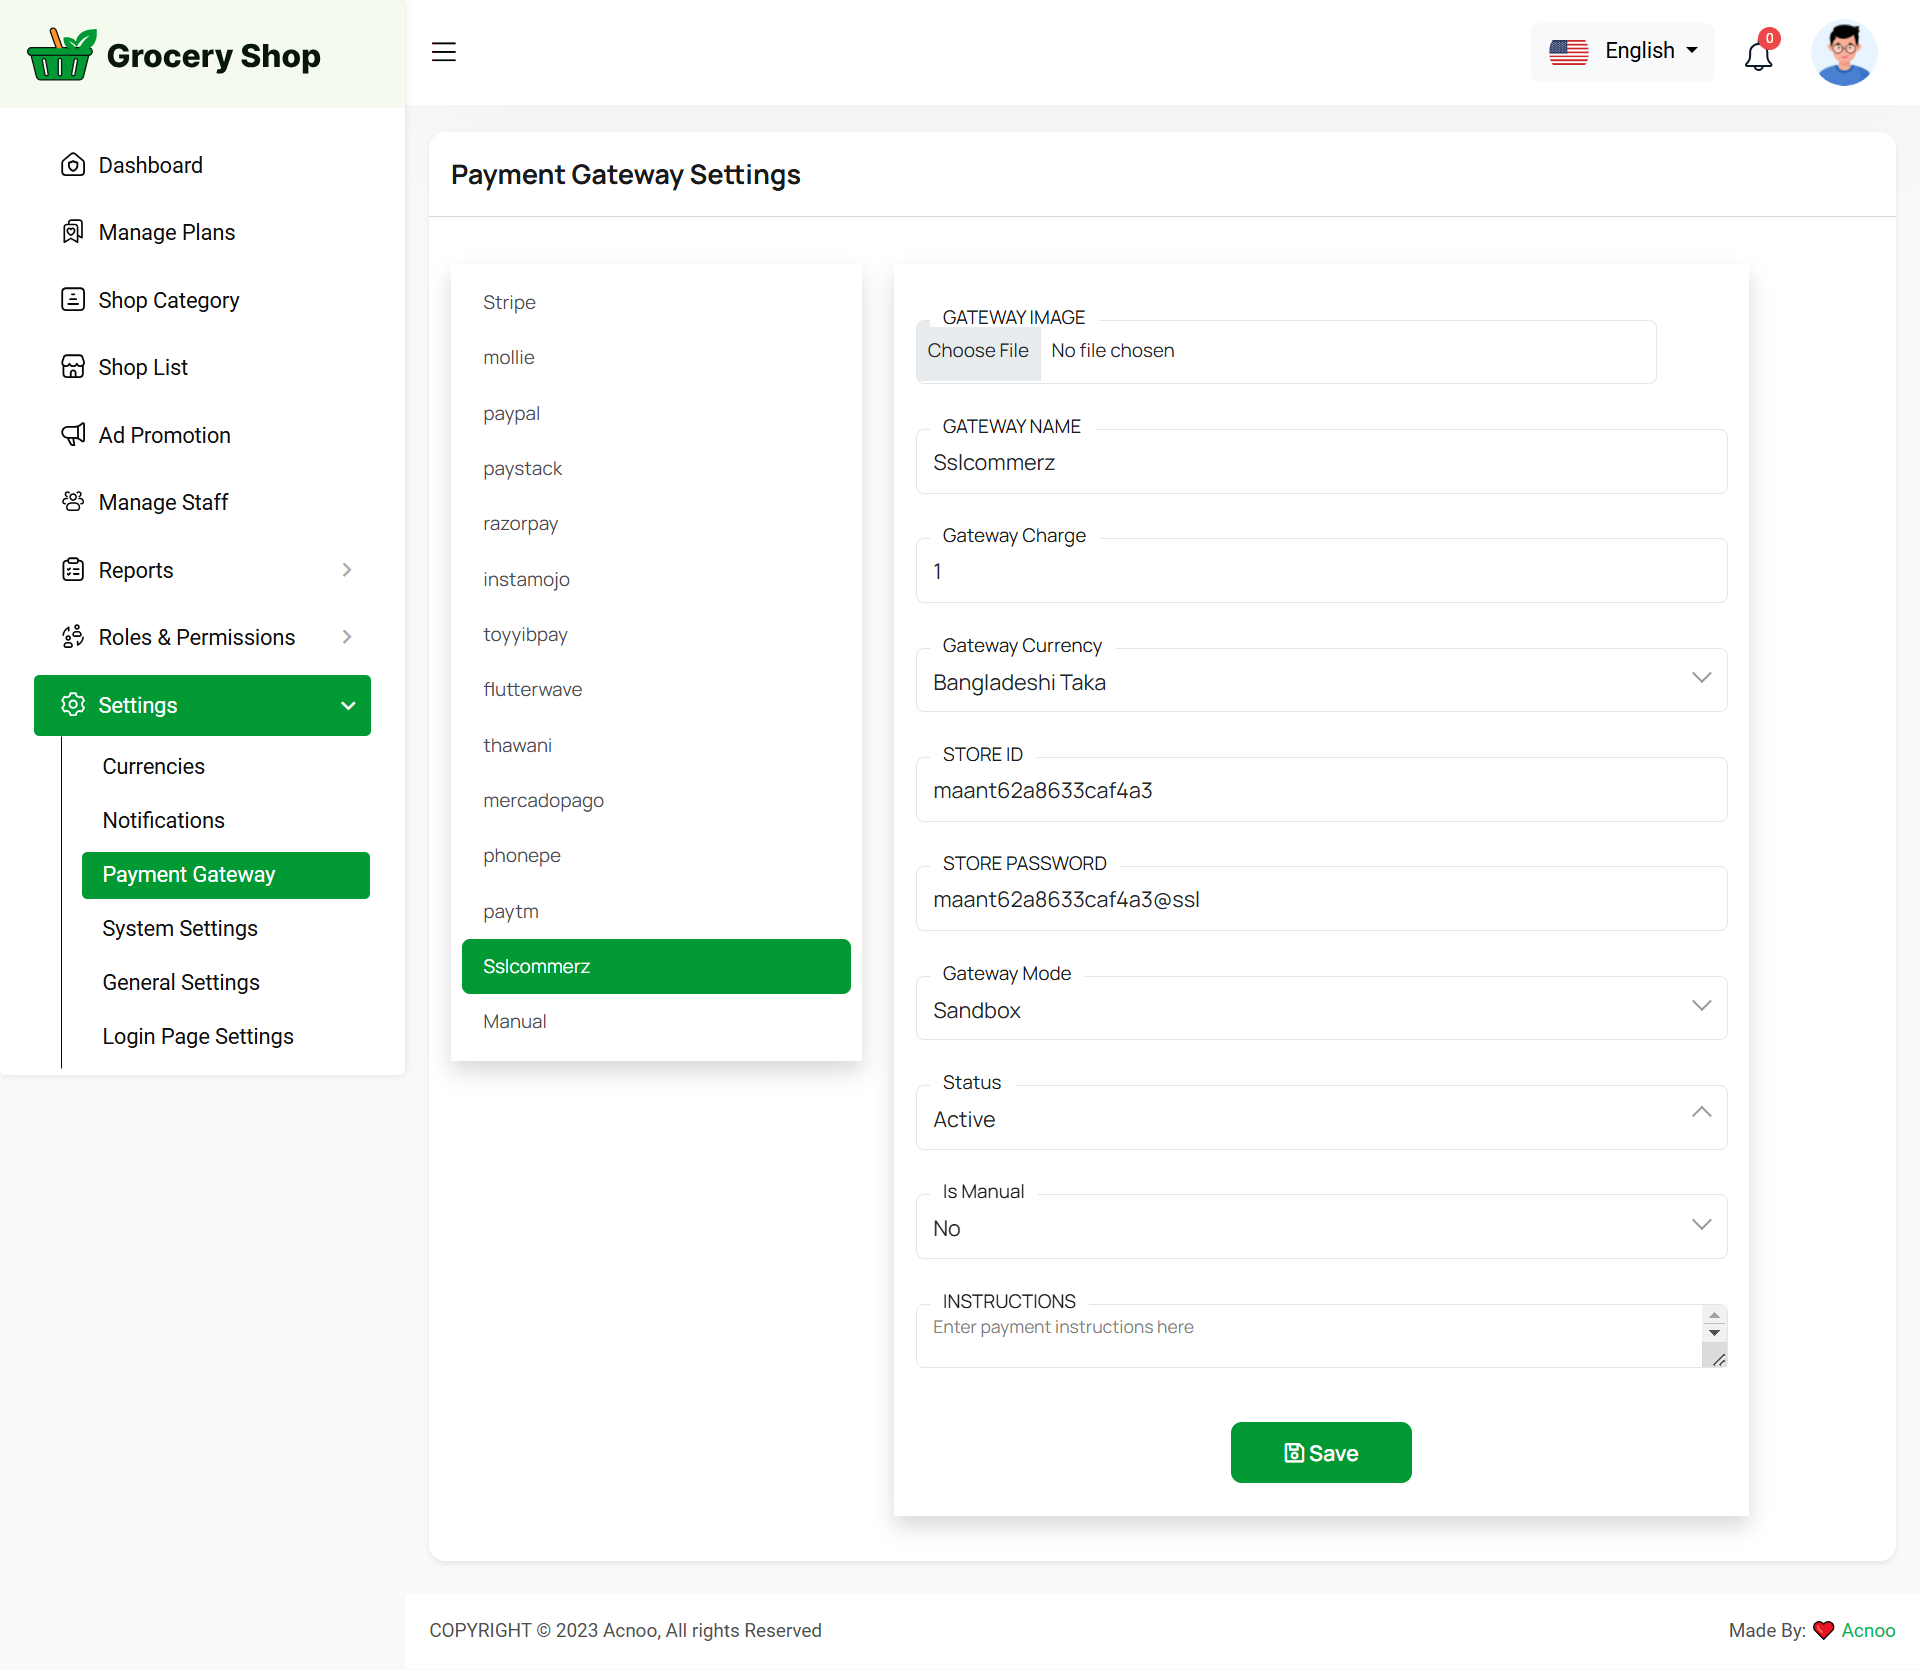 Grocery Shop
English
0
Dashboard
Manage Plans
Shop Category
Shop List
Ad Promotion
Manage Staff
Reports
Roles & Permissions
Settings
Currencies
Notifications
Payment Gateway
System Settings
General Settings
Login Page Settings
Payment Gateway Settings
Stripe
mollie
paypal
paystack
razorpay
instamojo
toyyibpay
flutterwave
thawani
mercadopago
phonepe
paytm
Sslcommerz
Manual
GATEWAY IMAGE
Choose File No file chosen
GATEWAY NAME
Sslcommerz
Gateway Charge
1
Gateway Currency
Bangladeshi Taka
STORE ID
maant62a8633caf4a3
STORE PASSWORD
maant62a8633caf4a3@ssl
Gateway Mode
Sandbox
Status
Active
Is Manual
No
INSTRUCTIONS
Enter payment instructions here
Save
COPYRIGHT © 2023 Acnoo, All rights Reserved
Made By: Acnoo